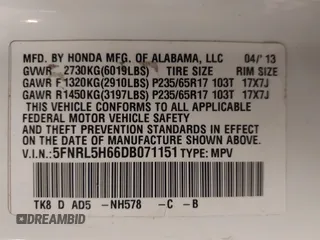 MFD. BY HONDA MFG. OF ALABAMA, LLC 04/'13
GVWR 2730KG(6019LBS) TIRE SIZE RIM SIZE
GAWR F1320KG(2910LBS) P235/65R17 103T 17X7J
GAWR R1450KG(3197LBS) P235/65R17 103T 17X7J
THIS VEHICLE CONFORMS TO ALL APPLICABLE
FEDERAL MOTOR VEHICLE SAFETY
AND THEFT PREVENTION STANDARDS IN EFFECT
ON THE DATE OF MANUFACTURE SHOWN ABOVE.
V.I.N:5FNRL5H66DB071151 TYPE: MPV
TK8 D AD5 -NH578 -C -B
@DREAMBID